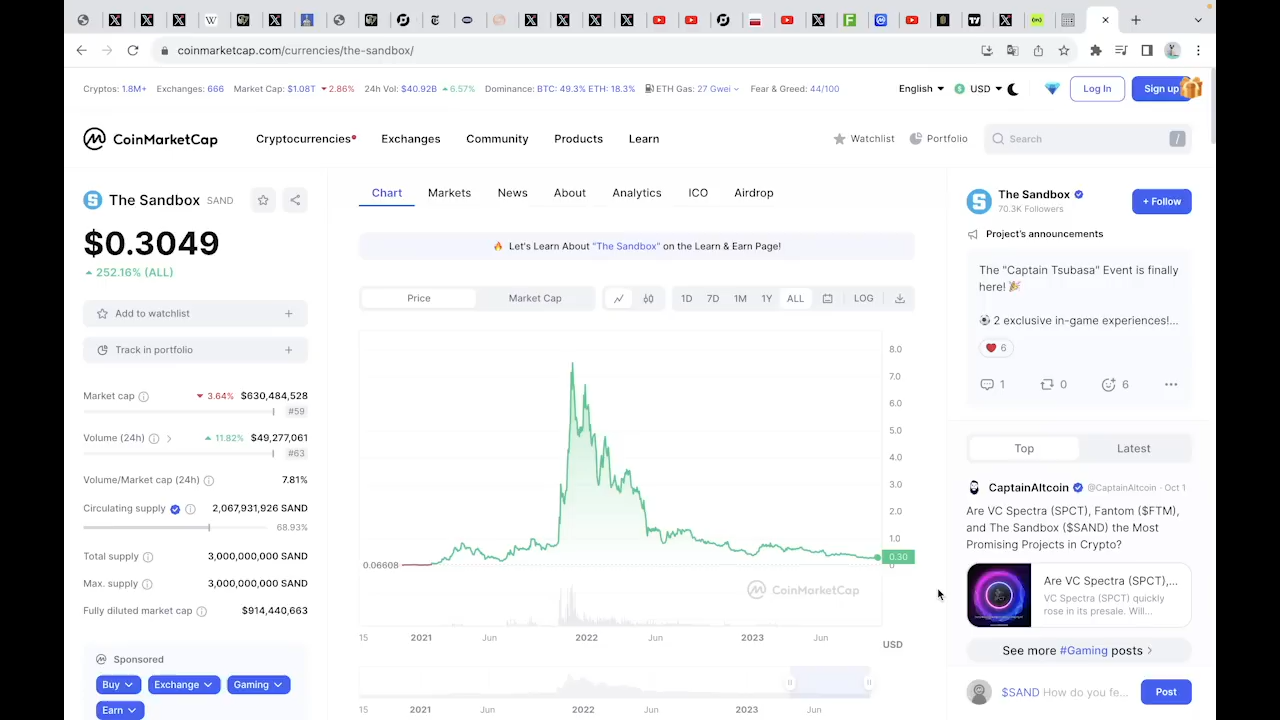 coinmarketcap.com/currencies/the-sandbox/
Cryptos: 1.8M+ Exchanges: 666 Market Cap: $1.08T 2.86% 24h Vol: $40.92B 6.57% Dominance: BTC: 49.3% ETH: 18.3% ETH Gas: 27 Gwei Fear & Greed: 44/100
English USD Log In Sign up
CoinMarketCap Cryptocurrencies Exchanges Community Products Learn Watchlist Portfolio Search /
The Sandbox SAND
$0.3049
252.16% (ALL)
Add to watchlist +
Track in portfolio +
Market cap 3.64% $630,484,528
#59
Volume (24h) 11.82% $49,277,061
#63
Volume/Market cap (24h) 7.81%
Circulating supply 2,067,931,926 SAND
68.93%
Total supply 3,000,000,000 SAND
Max. supply 3,000,000,000 SAND
Fully diluted market cap $914,440,663
Sponsored
Buy Exchange Gaming
Earn
Chart Markets News About Analytics ICO Airdrop
Let's Learn About "The Sandbox" on the Learn & Earn Page!
Price Market Cap 1D 7D 1M 1Y ALL LOG
8.0
7.0
6.0
5.0
4.0
3.0
2.0
1.0
0.30
0.06608 0
CoinMarketCap
15 2021 Jun 2022 Jun 2023 Jun
USD
15 2021 Jun 2022 Jun 2023 Jun
The Sandbox
70.3K Followers
+ Follow
Project's announcements
The "Captain Tsubasa" Event is finally
here! 🎉
⚽ 2 exclusive in-game experiences!...
❤️ 6
1 0 6
Top Latest
CaptainAltcoin @CaptainAltcoin · Oct 1
Are VC Spectra (SPCT), Fantom ($FTM),
and The Sandbox ($SAND) the Most
Promising Projects in Crypto?
Are VC Spectra (SPCT),...
VC Spectra (SPCT) quickly
rose in its presale. Will...
See more #Gaming posts
$SAND How do you fe... Post